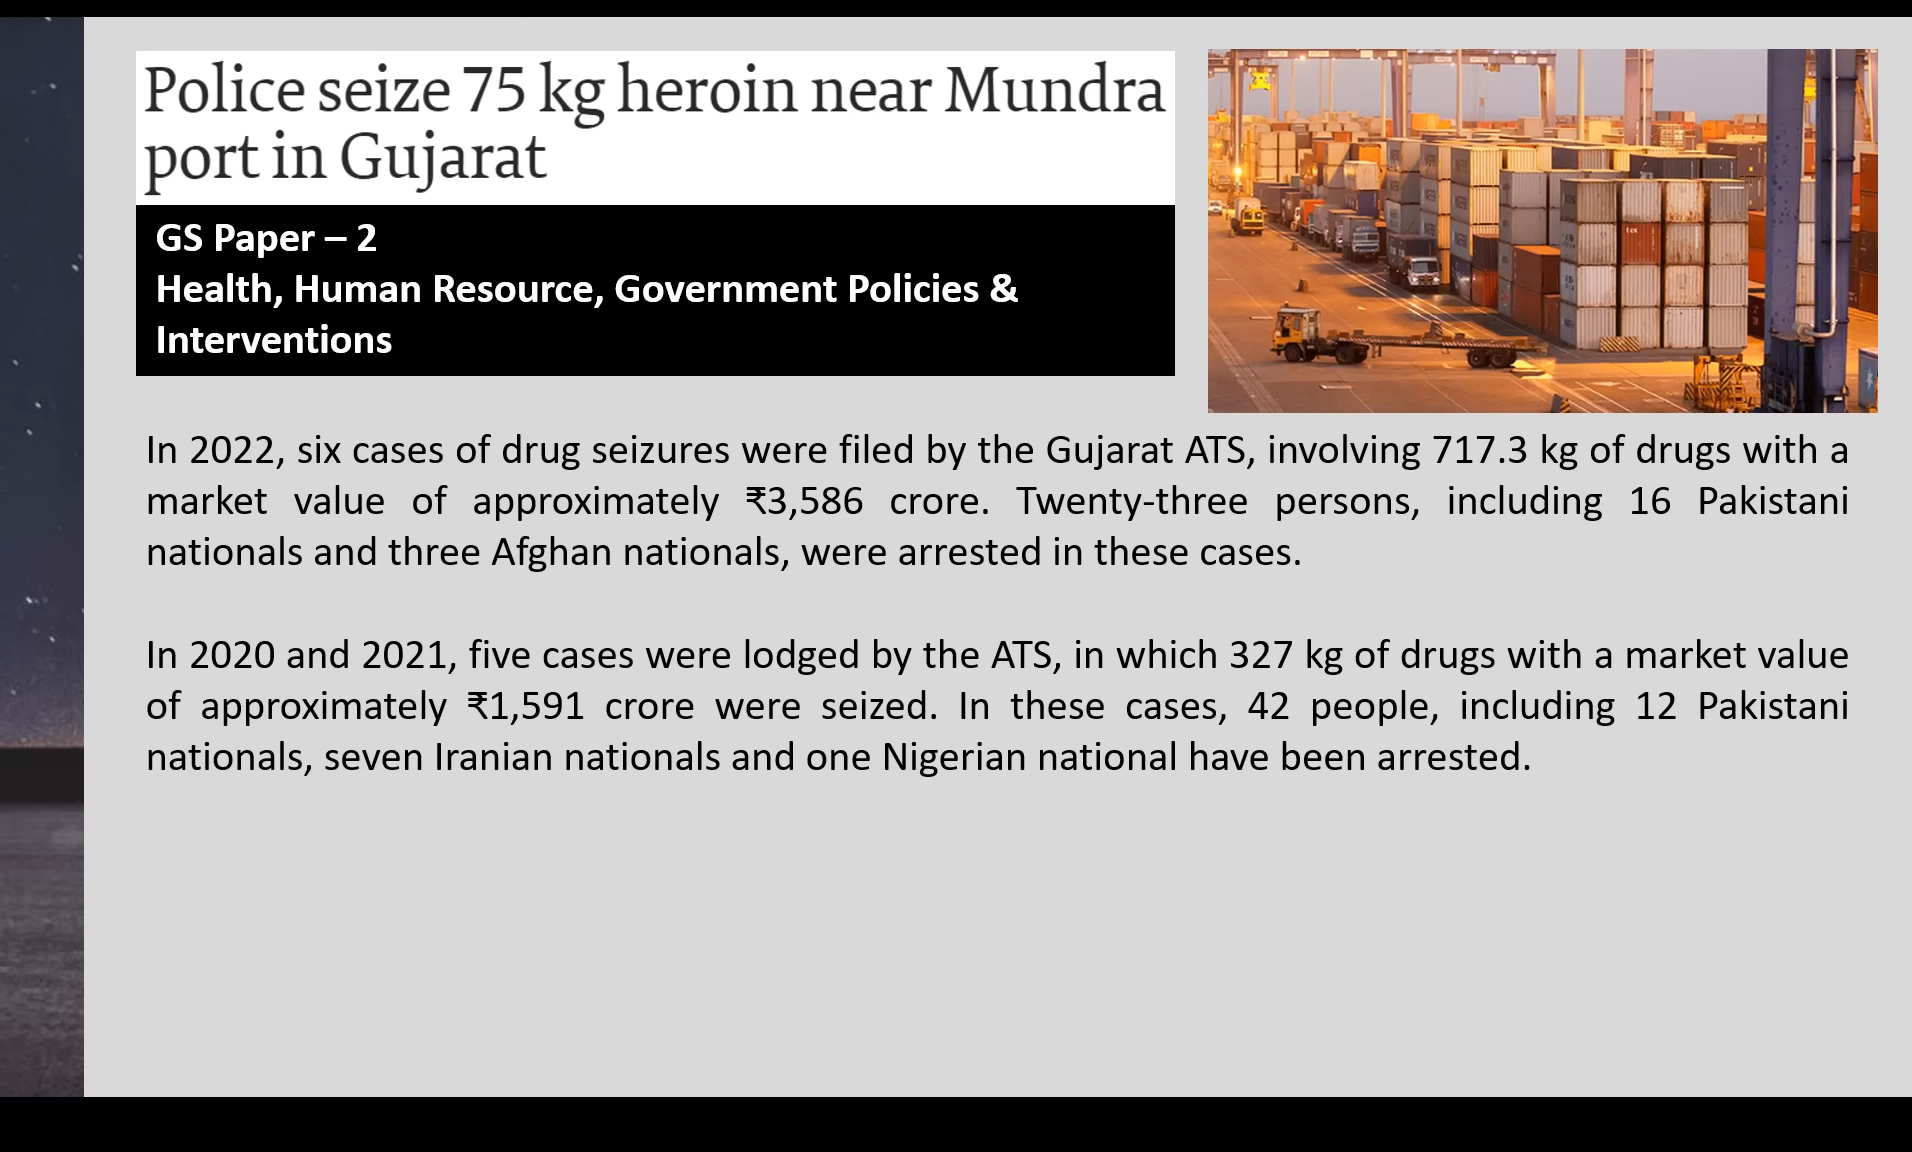 Police seize 75 kg heroin near Mundra
port in Gujarat
GS Paper – 2
Health, Human Resource, Government Policies &
Interventions
In 2022, six cases of drug seizures were filed by the Gujarat ATS, involving 717.3 kg of drugs with a
market value of approximately ₹3,586 crore. Twenty-three persons, including 16 Pakistani
nationals and three Afghan nationals, were arrested in these cases.
In 2020 and 2021, five cases were lodged by the ATS, in which 327 kg of drugs with a market value
of approximately ₹1,591 crore were seized. In these cases, 42 people, including 12 Pakistani
nationals, seven Iranian nationals and one Nigerian national have been arrested.